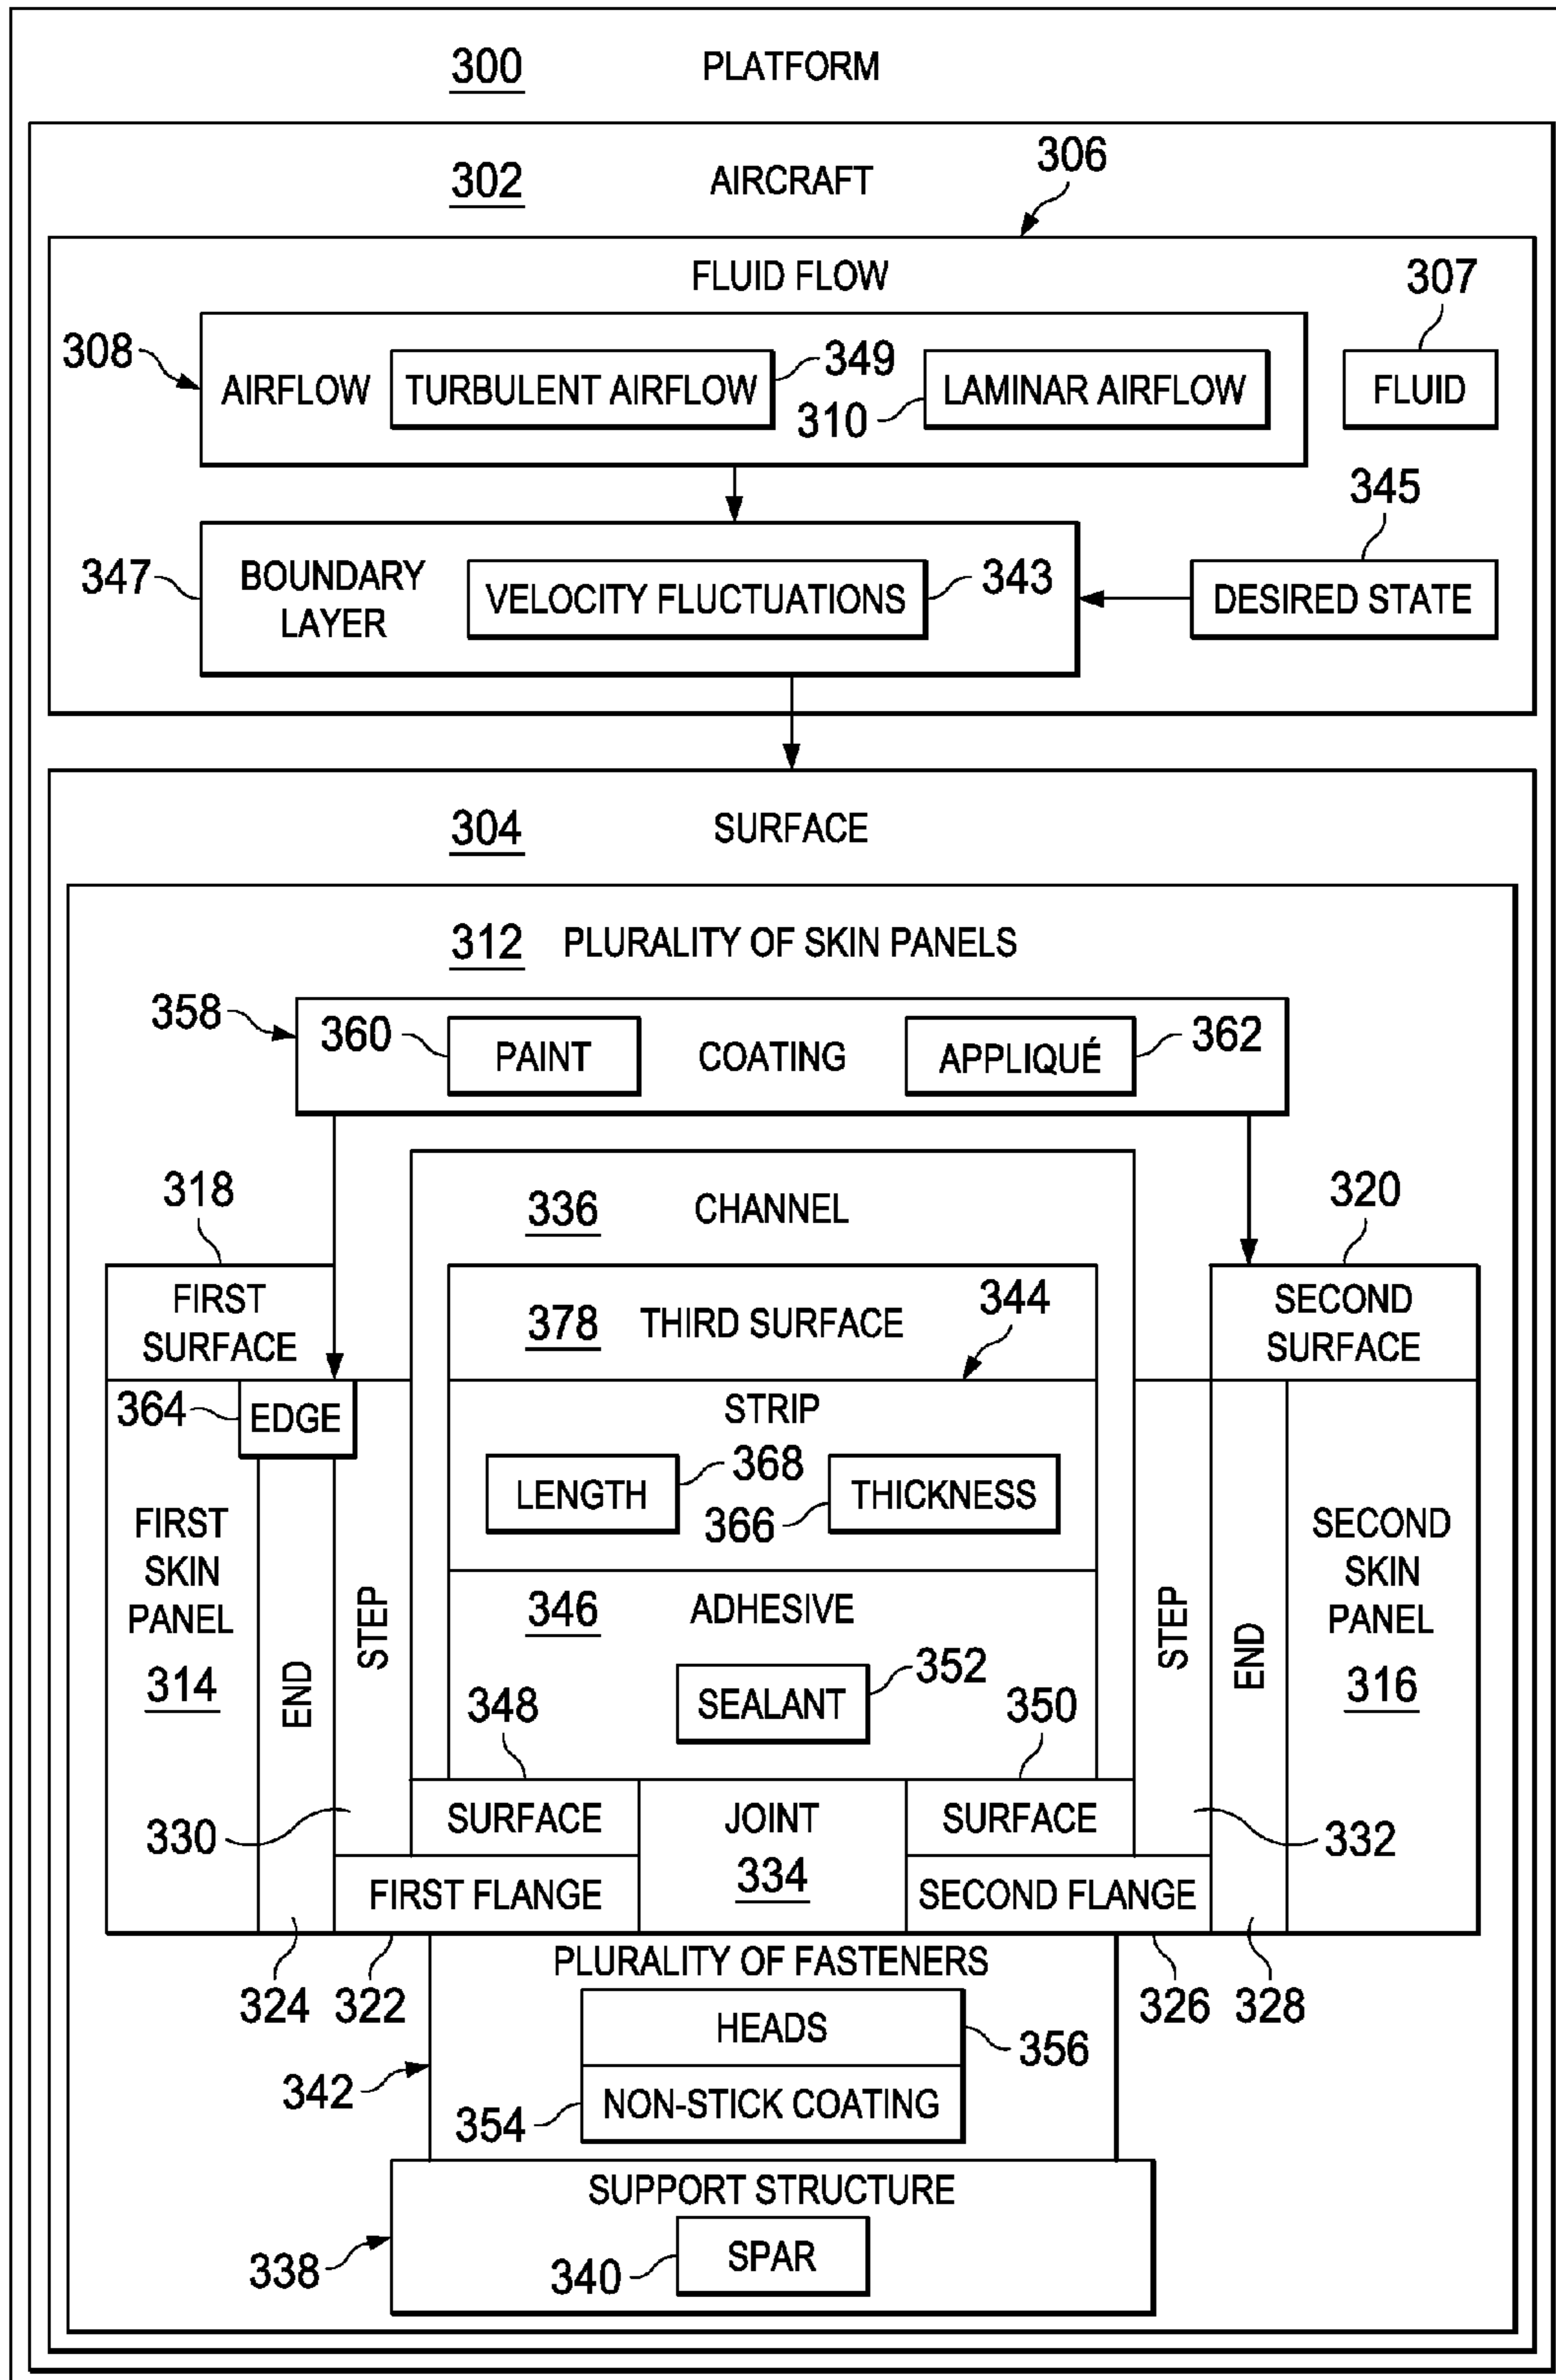 300 PLATFORM
302 AIRCRAFT
306
FLUID FLOW
307
308
AIRFLOW
TURBULENT AIRFLOW
349
310
LAMINAR AIRFLOW
FLUID
345
347
BOUNDARY
LAYER
VELOCITY FLUCTUATIONS
343
DESIRED STATE
304 SURFACE
312 PLURALITY OF SKIN PANELS
358
360
PAINT
COATING
APPLIQUÉ
362
318
336 CHANNEL
320
FIRST
SURFACE
378 THIRD SURFACE
344
SECOND
SURFACE
364
EDGE
STRIP
LENGTH
368
366
THICKNESS
FIRST
SKIN
PANEL
314
END
STEP
346 ADHESIVE
SEALANT
352
348
350
STEP
END
SECOND
SKIN
PANEL
316
330
SURFACE
JOINT
334
SURFACE
332
FIRST FLANGE
SECOND FLANGE
324
322
PLURALITY OF FASTENERS
326
328
HEADS
356
342
354
NON-STICK COATING
SUPPORT STRUCTURE
338
340
SPAR